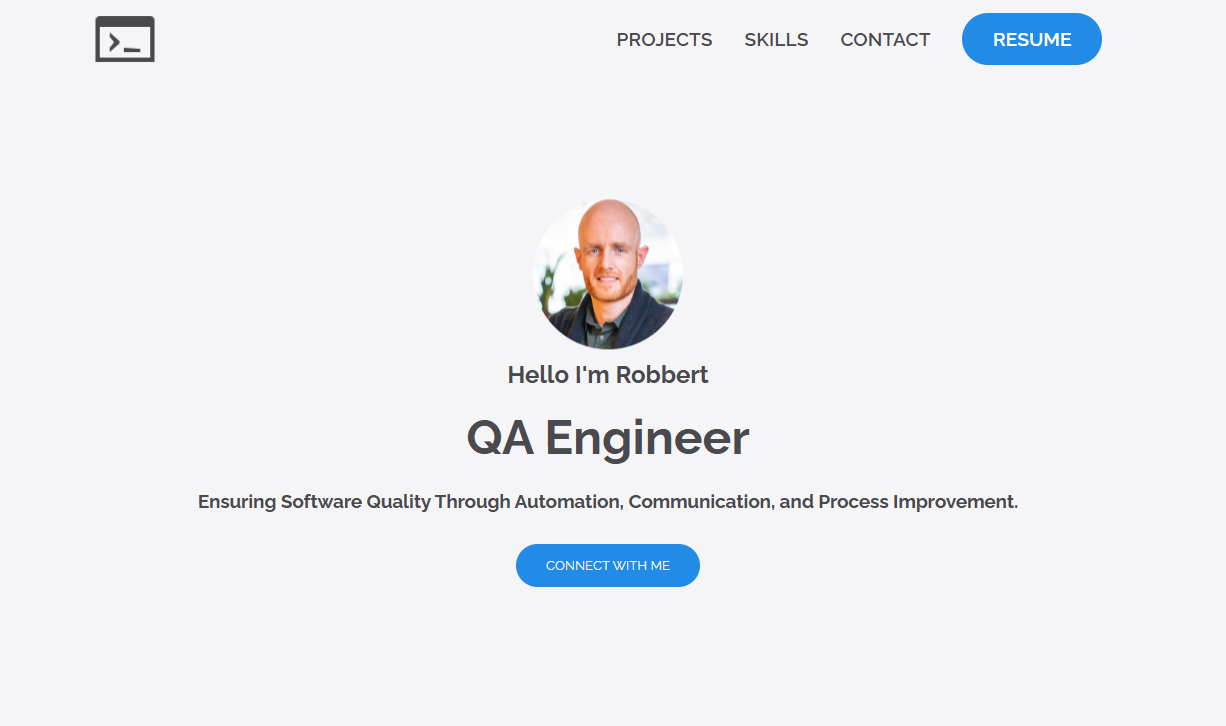 PROJECTS SKILLS CONTACT RESUME
Hello I'm Robbert
QA Engineer
Ensuring Software Quality Through Automation, Communication, and Process Improvement.
CONNECT WITH ME